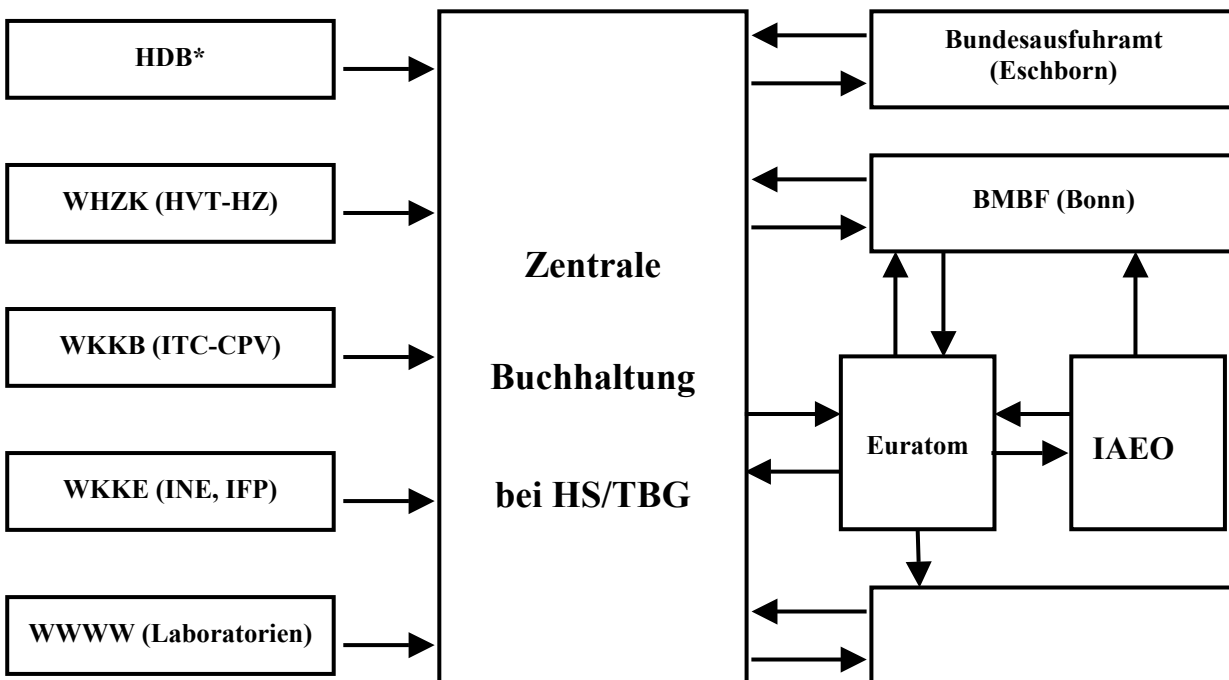 HDB*
WHZK (HVT-HZ)
WKKB (ITC-CPV)
WKKE (INE, IFP)
WWWW (Laboratorien)
Zentrale
Buchhaltung
bei HS/TBG
Bundesausfuhramt
(Eschborn)
BMBF (Bonn)
Euratom
IAEO